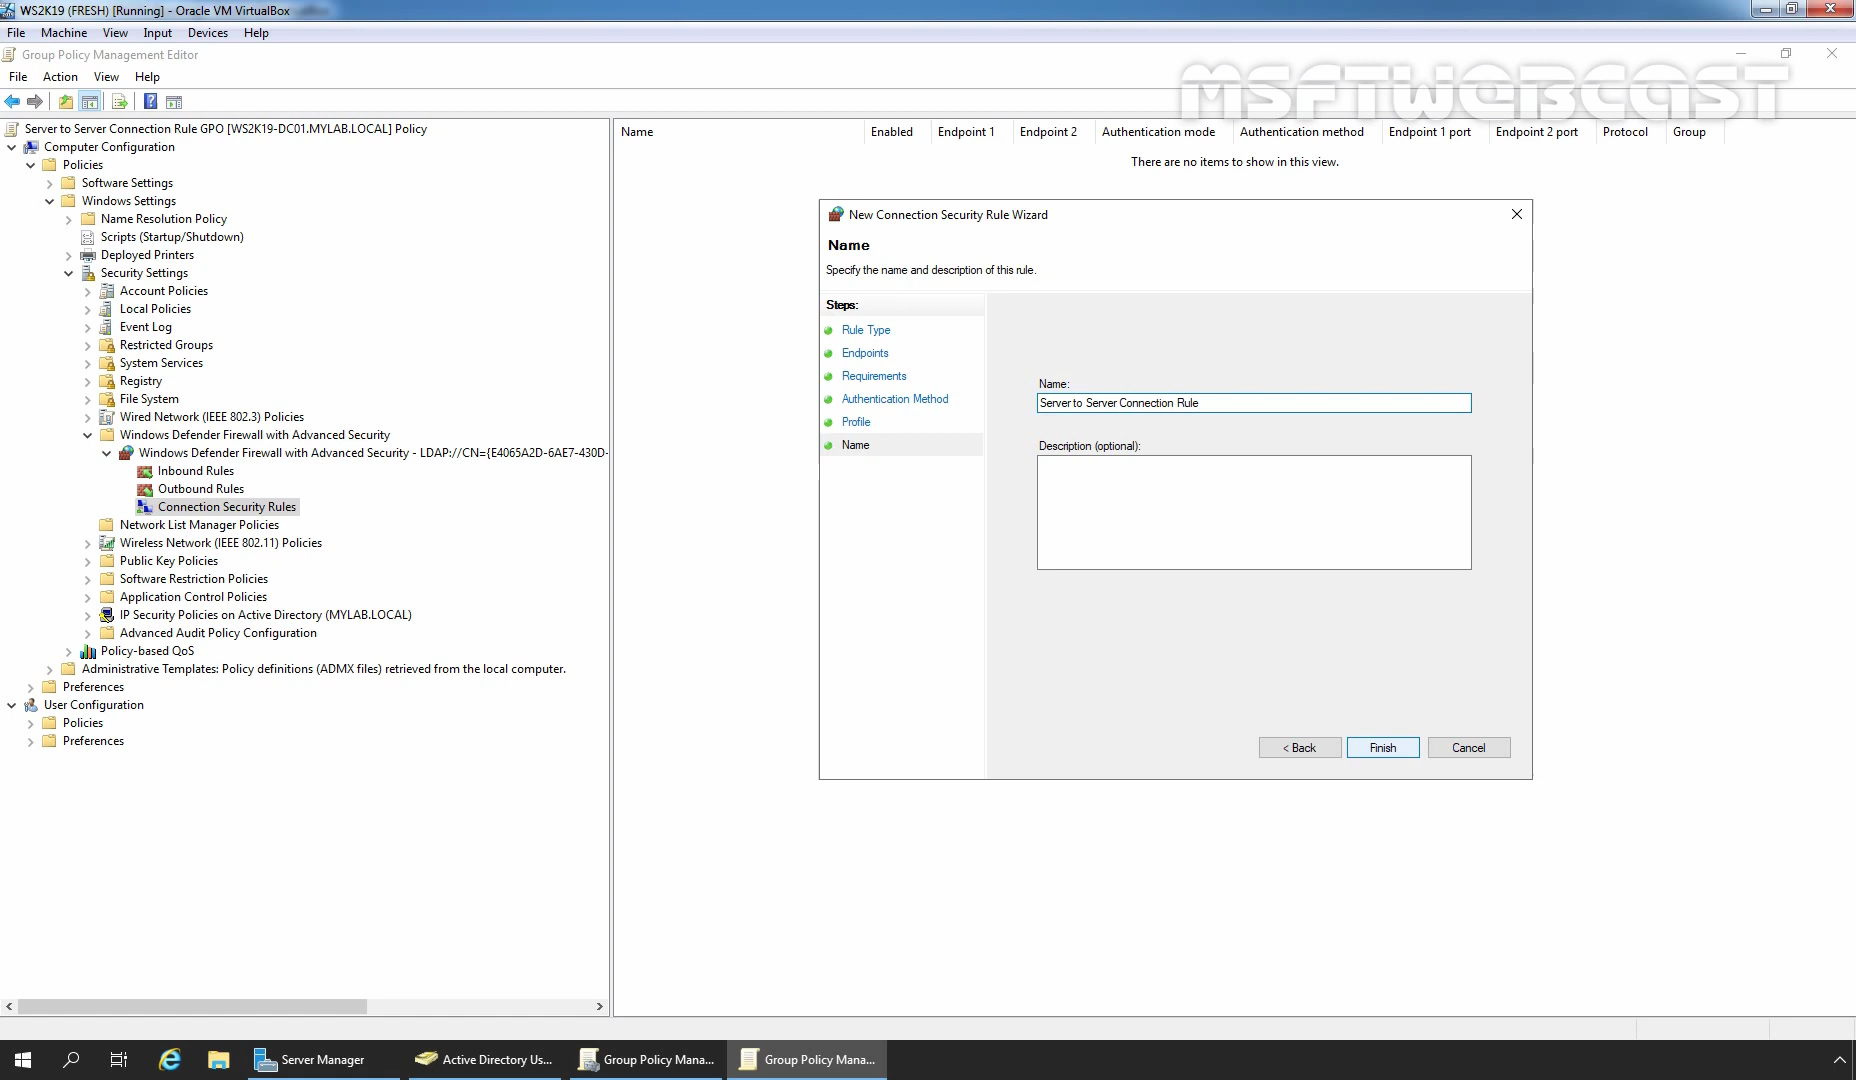 WS2K19 (FRESH) [Running] - Oracle VM VirtualBox
File Machine View Input Devices Help
Group Policy Management Editor
File Action View Help
MSFTWEBCAST
Server to Server Connection Rule GPO [WS2K19-DC01.MYLAB.LOCAL] Policy
Computer Configuration
Policies
Software Settings
Windows Settings
Name Resolution Policy
Scripts (Startup/Shutdown)
Deployed Printers
Security Settings
Account Policies
Local Policies
Event Log
Restricted Groups
System Services
Registry
File System
Wired Network (IEEE 802.3) Policies
Windows Defender Firewall with Advanced Security
Windows Defender Firewall with Advanced Security - LDAP://CN={E4065A2D-6AE7-430D-
Inbound Rules
Outbound Rules
Connection Security Rules
Network List Manager Policies
Wireless Network (IEEE 802.11) Policies
Public Key Policies
Software Restriction Policies
Application Control Policies
IP Security Policies on Active Directory (MYLAB.LOCAL)
Advanced Audit Policy Configuration
Policy-based QoS
Administrative Templates: Policy definitions (ADMX files) retrieved from the local computer.
Preferences
User Configuration
Policies
Preferences
Name Enabled Endpoint 1 Endpoint 2 Authentication mode Authentication method Endpoint 1 port Endpoint 2 port Protocol Group
There are no items to show in this view.
New Connection Security Rule Wizard
Name
Specify the name and description of this rule.
Steps:
Rule Type
Endpoints
Requirements
Authentication Method
Profile
Name
Name:
Server to Server Connection Rule
Description (optional):
< Back Finish Cancel
Server Manager Active Directory Us... Group Policy Mana... Group Policy Mana...